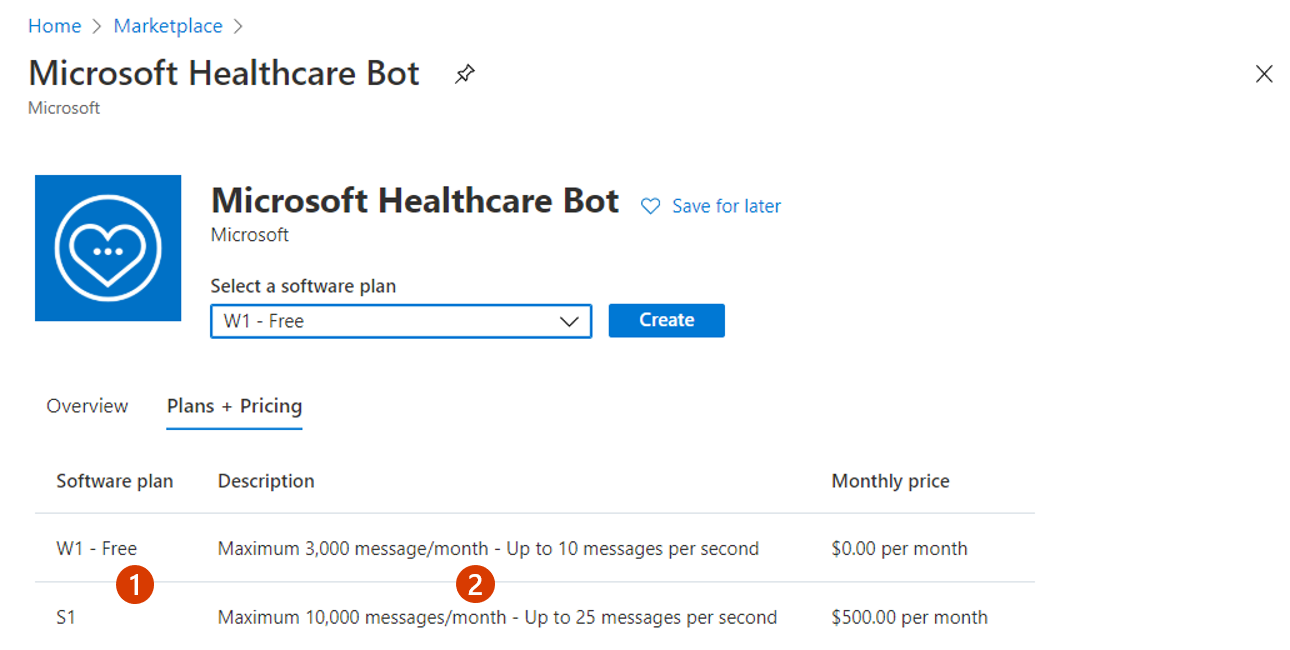 Home > Marketplace >
Microsoft Healthcare Bot
Microsoft
Microsoft Healthcare Bot
Save for later
Microsoft
Select a software plan
W1 - Free
Create
Overview Plans + Pricing
Software plan Description Monthly price
W1 - Free Maximum 3,000 message/month - Up to 10 messages per second $0.00 per month
1 2
S1 Maximum 10,000 messages/month - Up to 25 messages per second $500.00 per month